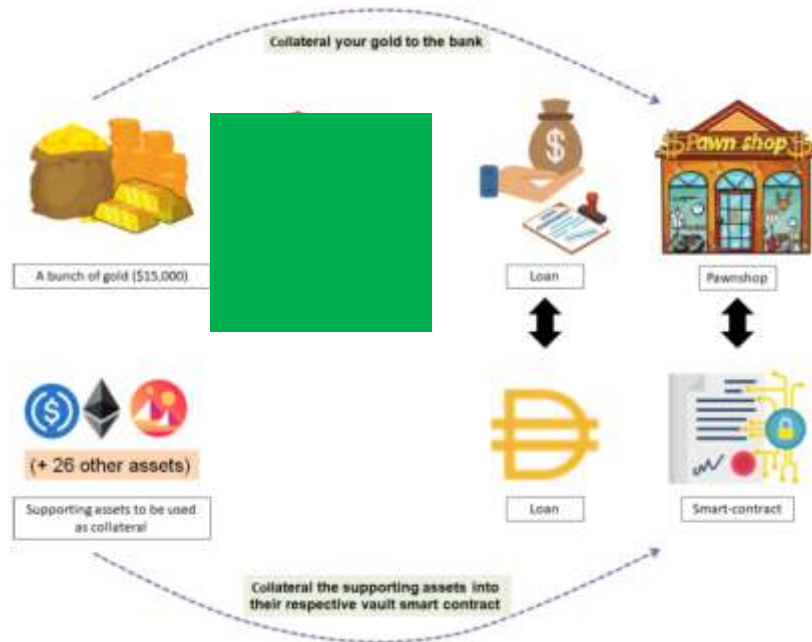 Collateral your gold to the bank
Pawn shop
A bunch of gold ($15,000)
Loan
Pawnshop
(+ 26 other assets)
Supporting assets to be used
as collateral
Loan
Smart-contract
Collateral the supporting assets into
their respective vault smart contract